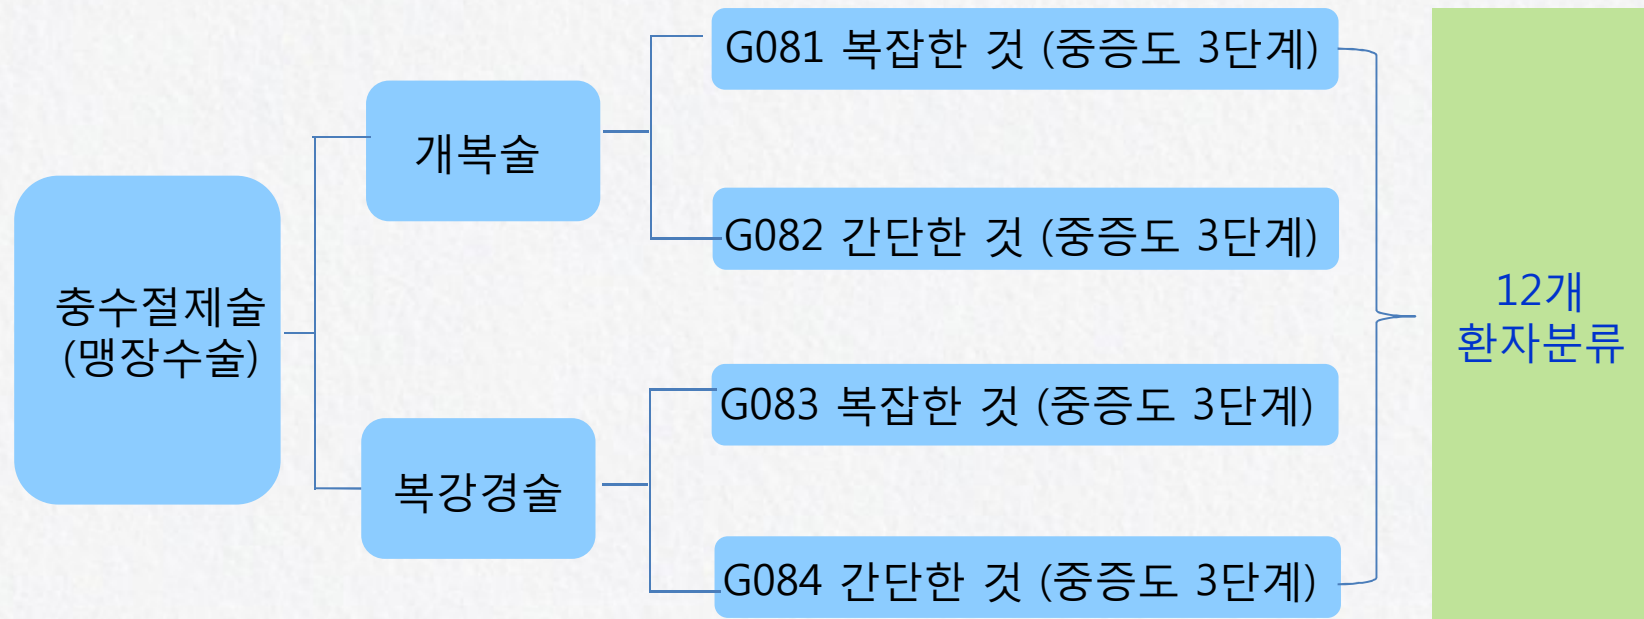 충수절제술
(맹장수술)
개복술
G081 복잡한 것 (중증도 3단계)
G082 간단한 것 (중증도 3단계)
복강경술
G083 복잡한 것 (중증도 3단계)
G084 간단한 것 (중증도 3단계)
12개
환자분류